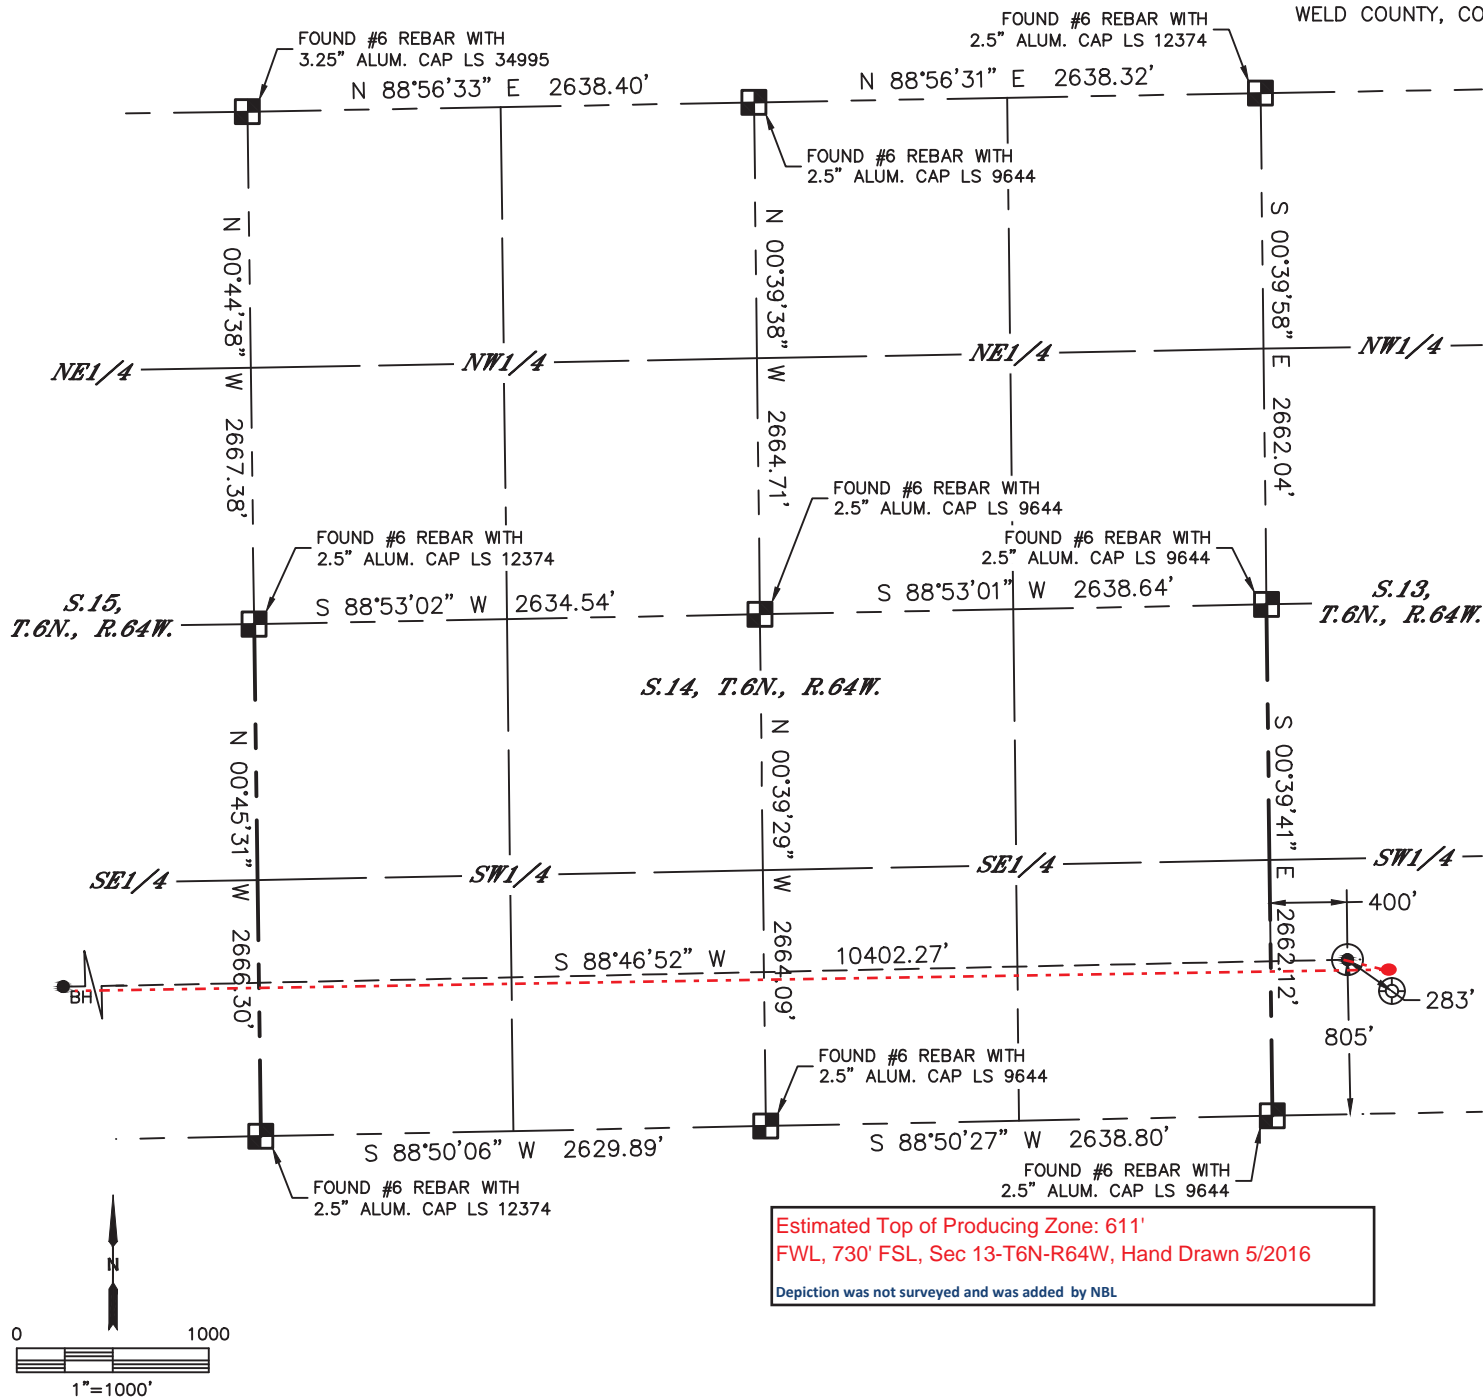 WELD COUNTY, CO
FOUND #6 REBAR WITH
3.25" ALUM. CAP LS 34995
FOUND #6 REBAR WITH
2.5" ALUM. CAP LS 12374
N 88°56'33" E 2638.40'
N 88°56'31" E 2638.32'
FOUND #6 REBAR WITH
2.5" ALUM. CAP LS 9644
N 00°44'38" W 2667.38'
N 00°39'38" W 2664.71'
S 00°39'58" E 2662.04'
NE1/4
NW1/4
NE1/4
NW1/4
FOUND #6 REBAR WITH
2.5" ALUM. CAP LS 9644
FOUND #6 REBAR WITH
2.5" ALUM. CAP LS 12374
FOUND #6 REBAR WITH
2.5" ALUM. CAP LS 9644
S.15,
T.6N., R.64W.
S 88°53'02" W 2634.54'
S 88°53'01" W 2638.64'
S.13,
T.6N., R.64W.
S.14, T.6N., R.64W.
N 00°45'31" W 2666.30'
N 00°39'29" W 2664.09'
S 00°39'41" E 2662.12'
SE1/4
SW1/4
SE1/4
SW1/4
400'
S 88°46'52" W 10402.27'
BH
283'
805'
FOUND #6 REBAR WITH
2.5" ALUM. CAP LS 9644
S 88°50'06" W 2629.89'
S 88°50'27" W 2638.80'
FOUND #6 REBAR WITH
2.5" ALUM. CAP LS 12374
FOUND #6 REBAR WITH
2.5" ALUM. CAP LS 9644
Estimated Top of Producing Zone: 611'
FWL, 730' FSL, Sec 13-T6N-R64W, Hand Drawn 5/2016
Depiction was not surveyed and was added by NBL
N
0 1000
1"=1000'